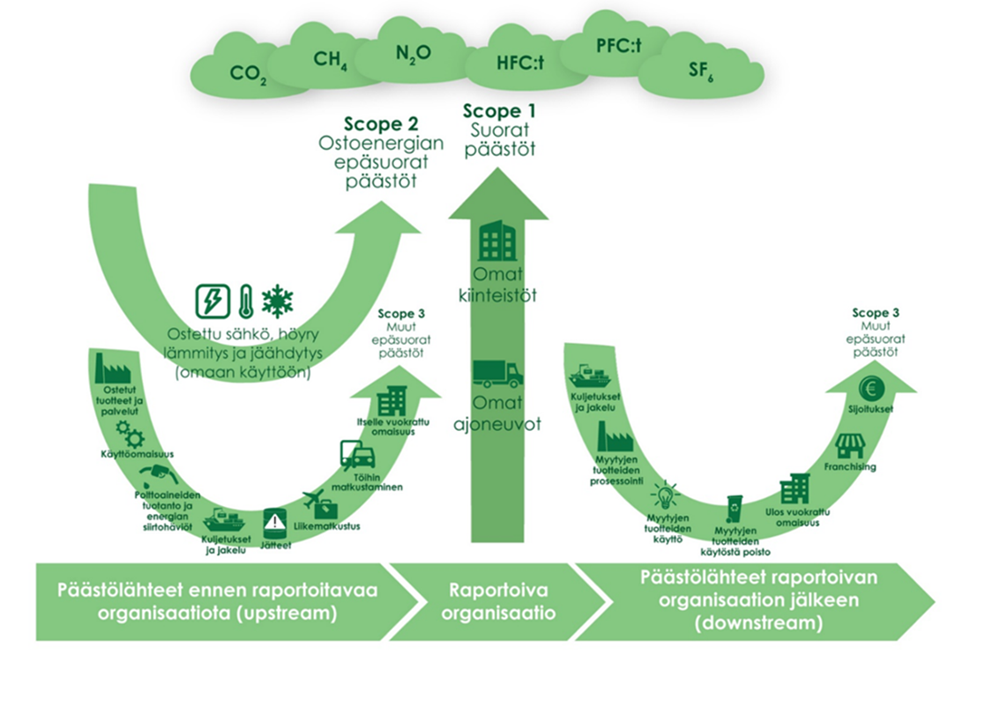 CO₂
CH₄
N₂O
HFC:t
PFC:t
SF₆
Scope 2
Ostoenergian
epäsuorat
päästöt
Scope 1
Suorat
päästöt
Ostettu sähkö, höyry
lämmitys ja jäähdytys
(omaan käyttöön)
Omat
kiinteistöt
Omat
ajoneuvot
Scope 3
Muut
epäsuorat
päästöt
Ostetut
tuotteet ja
palvelut
Käyttöomaisuus
Polttoaineiden
tuotanto ja
energian
siirtohäviöt
Kuljetukset
ja jakelu
Jätteet
Liikematkustus
Töihin
matkustaminen
Itselle vuokrattu
omaisuus
Scope 3
Muut
epäsuorat
päästöt
Kuljetukset
ja jakelu
Myytyjen
tuotteiden
prosessointi
Myytyjen
tuotteiden
käyttö
Myytyjen
tuotteiden
käytöstä poisto
Ulos vuokrattu
omaisuus
Franchising
Sijoitukset
Päästölähteet ennen raportoitavaa
organisaatiota (upstream)
Raportoiva
organisaatio
Päästölähteet raportoivan
organisaation jälkeen
(downstream)